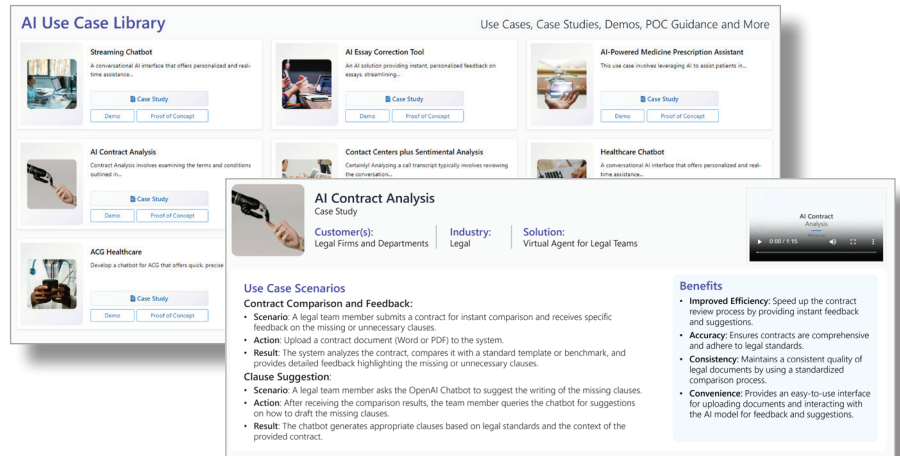 AI Use Case Library
Use Cases, Case Studies, Demos, POC Guidance and More
Streaming Chatbot
A conversational AI interface that offers personalized and real-
time assistance...
Case Study
Demo
Proof of Concept
AI Essay Correction Tool
An AI solution providing instant, personalized feedback on
essays, streamlining...
Case Study
Demo
Proof of Concept
AI-Powered Medicine Prescription Assistant
This use case involves leveraging AI to assist patients in...
Case Study
Demo
Proof of Concept
AI Contract Analysis
Contract Analysis involves examining the terms and conditions
outlined in...
Case Study
Demo
Proof of Concept
Contact Centers plus Sentimental Analysis
Certainly! Analyzing a call transcript typically involves reviewing
the conversation...
Healthcare Chatbot
A conversational AI interface that offers personalized and real-
time assistance...
ACG Healthcare
Develop a chatbot for ACG that offers quick, precise
Case Study
Demo
Proof of Concept
AI Contract Analysis
Case Study
Customer(s):
Legal Firms and Departments
Industry:
Legal
Solution:
Virtual Agent for Legal Teams
AI Contract
Analysis
0:00 / 1:15
Use Case Scenarios
Contract Comparison and Feedback:
• Scenario: A legal team member submits a contract for instant comparison and receives specific
feedback on the missing or unnecessary clauses.
• Action: Upload a contract document (Word or PDF) to the system.
• Result: The system analyzes the contract, compares it with a standard template or benchmark, and
provides detailed feedback highlighting the missing or unnecessary clauses.
Clause Suggestion:
• Scenario: A legal team member asks the OpenAI Chatbot to suggest the writing of the missing clauses.
• Action: After receiving the comparison results, the team member queries the chatbot for suggestions
on how to draft the missing clauses.
• Result: The chatbot generates appropriate clauses based on legal standards and the context of the
provided contract.
Benefits
• Improved Efficiency: Speed up the contract
review process by providing instant feedback
and suggestions.
• Accuracy: Ensures contracts are comprehensive
and adhere to legal standards.
• Consistency: Maintains a consistent quality of
legal documents by using a standardized
comparison process.
• Convenience: Provides an easy-to-use interface
for uploading documents and interacting with
the AI model for feedback and suggestions.